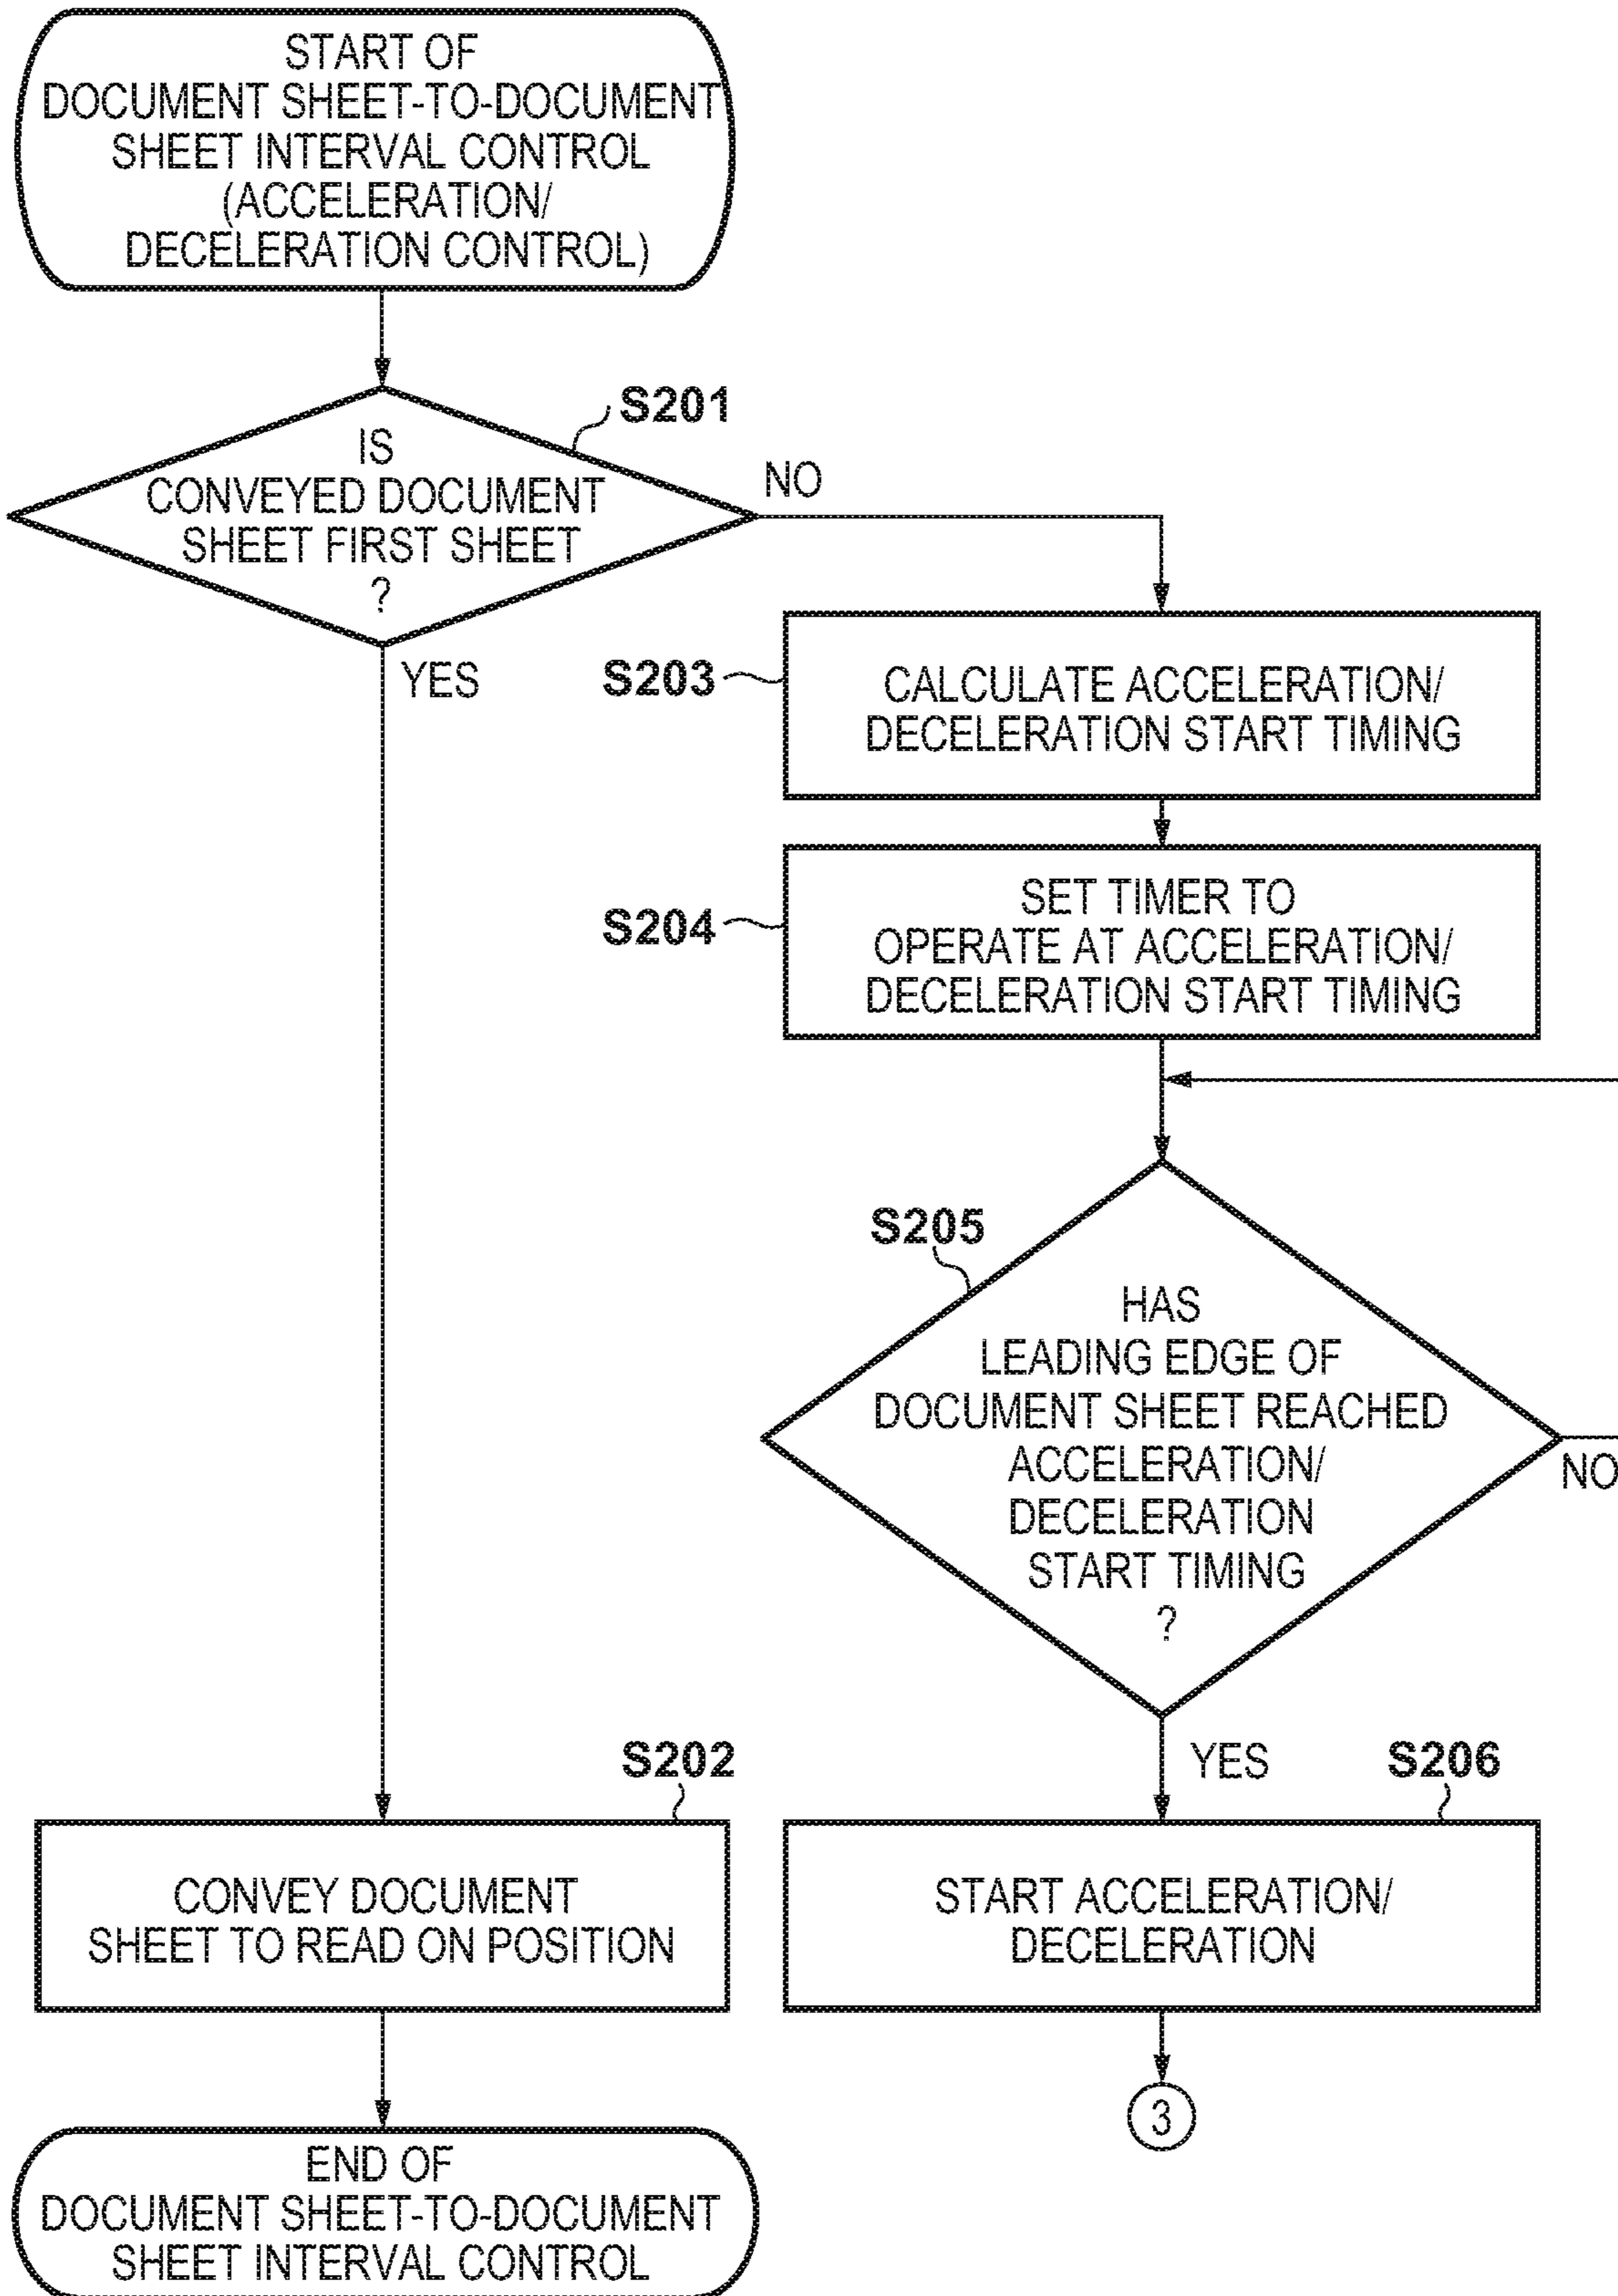 START OF
DOCUMENT SHEET-TO-DOCUMENT
SHEET INTERVAL CONTROL
(ACCELERATION/
DECELERATION CONTROL)
S201
IS
CONVEYED DOCUMENT
SHEET FIRST SHEET
?
NO
YES
S203
CALCULATE ACCELERATION/
DECELERATION START TIMING
S204
SET TIMER TO
OPERATE AT ACCELERATION/
DECELERATION START TIMING
S205
HAS
LEADING EDGE OF
DOCUMENT SHEET REACHED
ACCELERATION/
DECELERATION
START TIMING
?
NO
YES
S202
CONVEY DOCUMENT
SHEET TO READ ON POSITION
S206
START ACCELERATION/
DECELERATION
3
END OF
DOCUMENT SHEET-TO-DOCUMENT
SHEET INTERVAL CONTROL